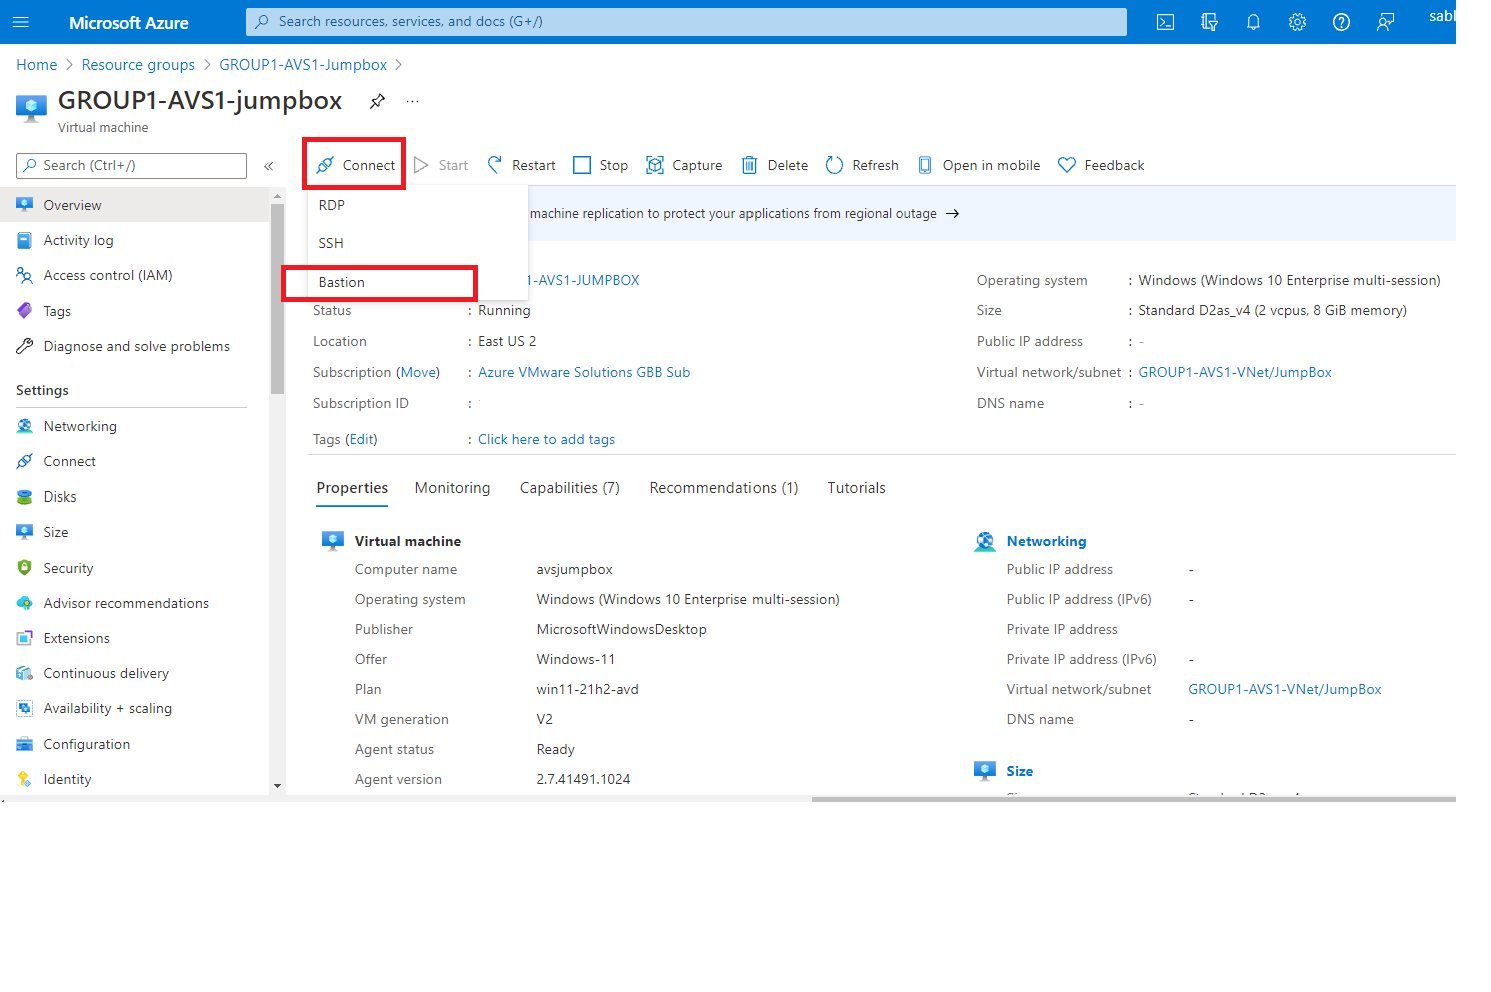 Microsoft Azure
Search resources, services, and docs (G+/)
Home > Resource groups > GROUP1-AVS1-Jumpbox >
GROUP1-AVS1-jumpbox
...
Virtual machine
Search (Ctrl+/)
«
Overview
Activity log
Access control (IAM)
Tags
Diagnose and solve problems
Settings
Networking
Connect
Disks
Size
Security
Advisor recommendations
Extensions
Continuous delivery
Availability + scaling
Configuration
Identity
Connect Start Restart Stop Capture Delete Refresh Open in mobile Feedback
RDP
SSH
Bastion
machine replication to protect your applications from regional outage →
-AVS1-JUMPBOX
Status : Running
Location : East US 2
Subscription (Move) : Azure VMware Solutions GBB Sub
Subscription ID :
Tags (Edit) : Click here to add tags
Operating system : Windows (Windows 10 Enterprise multi-session)
Size : Standard D2as_v4 (2 vcpus, 8 GiB memory)
Public IP address : -
Virtual network/subnet : GROUP1-AVS1-VNet/JumpBox
DNS name : -
Properties Monitoring Capabilities (7) Recommendations (1) Tutorials
Virtual machine
Computer name avsjumpbox
Operating system Windows (Windows 10 Enterprise multi-session)
Publisher MicrosoftWindowsDesktop
Offer Windows-11
Plan win11-21h2-avd
VM generation V2
Agent status Ready
Agent version 2.7.41491.1024
Networking
Public IP address -
Public IP address (IPv6) -
Private IP address
Private IP address (IPv6) -
Virtual network/subnet GROUP1-AVS1-VNet/JumpBox
DNS name -
Size